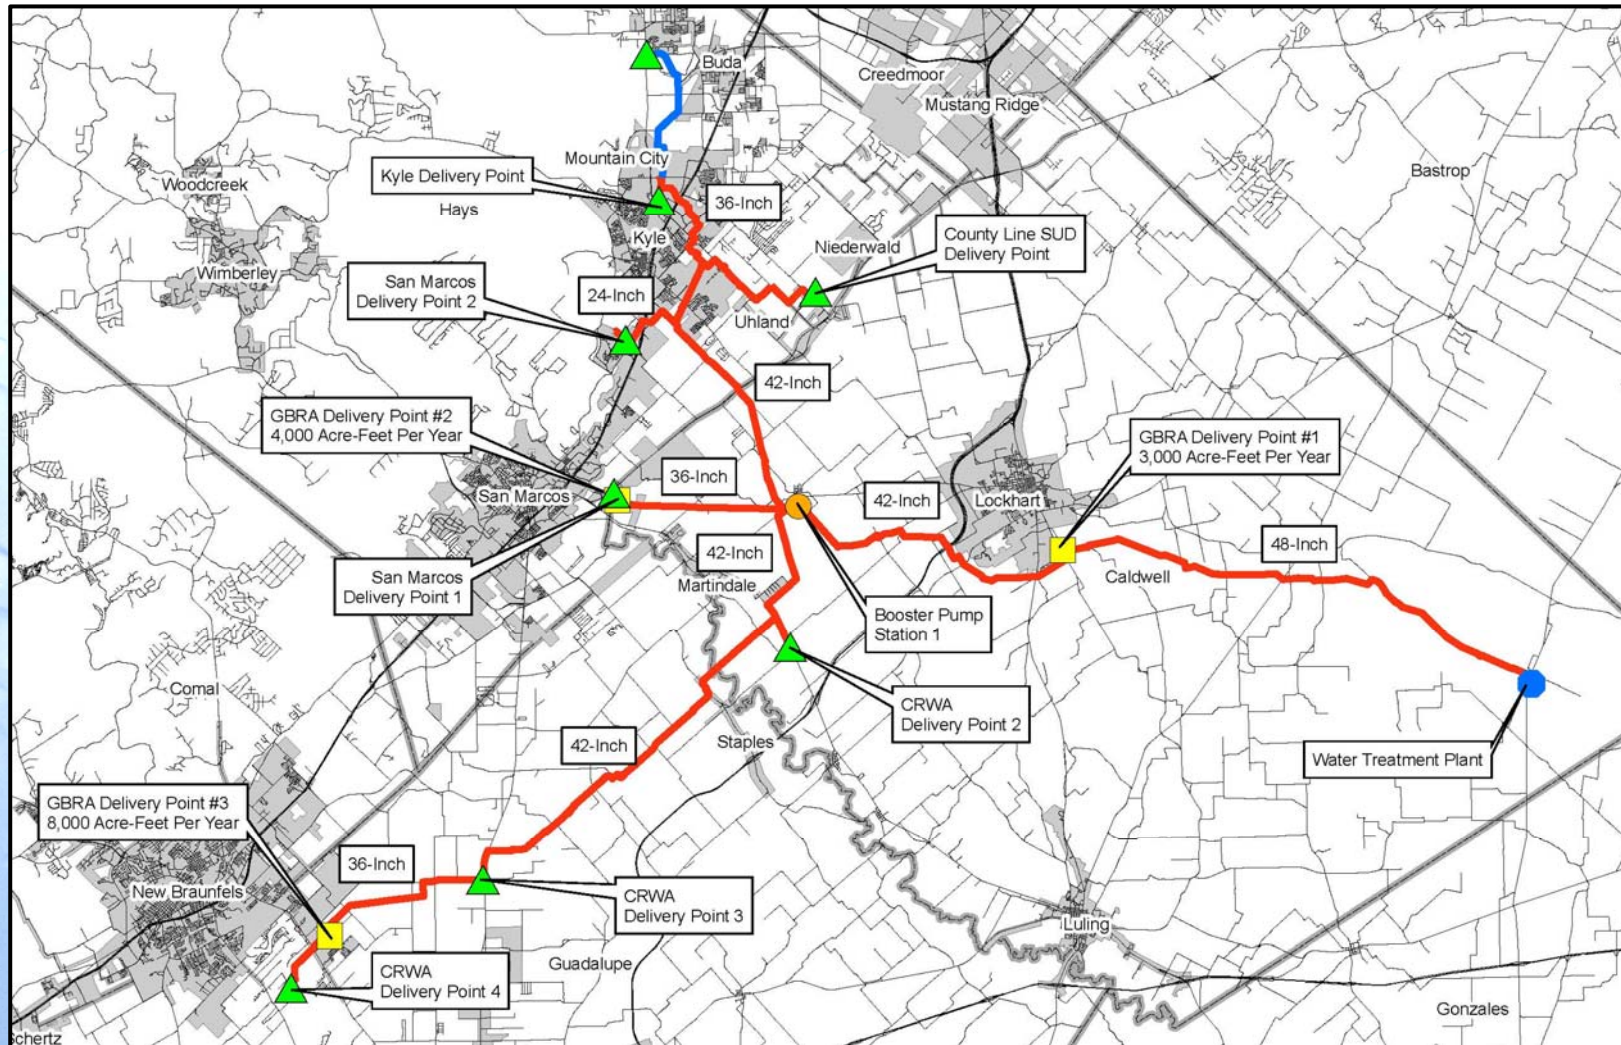 Buda
Creedmoor
Mustang Ridge
Mountain City
Kyle Delivery Point
Woodcreek
Hays
36-Inch
Bastrop
Kyle
Niederwald
County Line SUD
Delivery Point
Wimberley
San Marcos
Delivery Point 2
24-Inch
Uhland
42-Inch
GBRA Delivery Point #2
4,000 Acre-Feet Per Year
GBRA Delivery Point #1
3,000 Acre-Feet Per Year
36-Inch
San Marcos
42-Inch
Lockhart
48-Inch
42-Inch
San Marcos
Delivery Point 1
Martindale
Caldwell
Booster Pump
Station 1
Comal
CRWA
Delivery Point 2
42-Inch
Staples
Water Treatment Plant
GBRA Delivery Point #3
8,000 Acre-Feet Per Year
36-Inch
New Braunfels
CRWA
Delivery Point 3
Luling
CRWA
Delivery Point 4
Guadalupe
Gonzales
Schertz